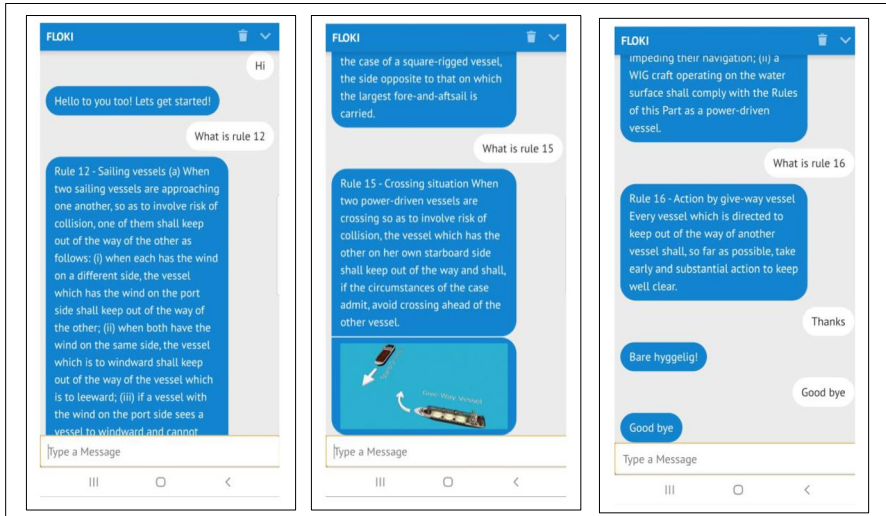 FLOKI
Hi
Hello to you too! Lets get started!
What is rule 12
Rule 12 - Sailing vessels (a) When
two sailing vessels are approaching
one another, so as to involve risk of
collision, one of them shall keep
out of the way of the other as
follows: (i) when each has the wind
on a different side, the vessel
which has the wind on the port
side shall keep out of the way of
the other; (ii) when both have the
wind on the same side, the vessel
which is to windward shall keep
out of the way of the vessel which
is to leeward; (iii) if a vessel with
the wind on the port side sees a
vessel to windward and cannot
Type a Message
FLOKI
the case of a square-rigged vessel,
the side opposite to that on which
the largest fore-and-aftsail is
carried.
What is rule 15
Rule 15 - Crossing situation When
two power-driven vessels are
crossing so as to involve risk of
collision, the vessel which has the
other on her own starboard side
shall keep out of the way and shall,
if the circumstances of the case
admit, avoid crossing ahead of the
other vessel.
Give-Way Vessel
Type a Message
FLOKI
impeding their navigation; (ii) a
WIG craft operating on the water
surface shall comply with the Rules
of this Part as a power-driven
vessel.
What is rule 16
Rule 16 - Action by give-way vessel
Every vessel which is directed to
keep out of the way of another
vessel shall, so far as possible, take
early and substantial action to keep
well clear.
Thanks
Bare hyggelig!
Good bye
Good bye
Type a Message